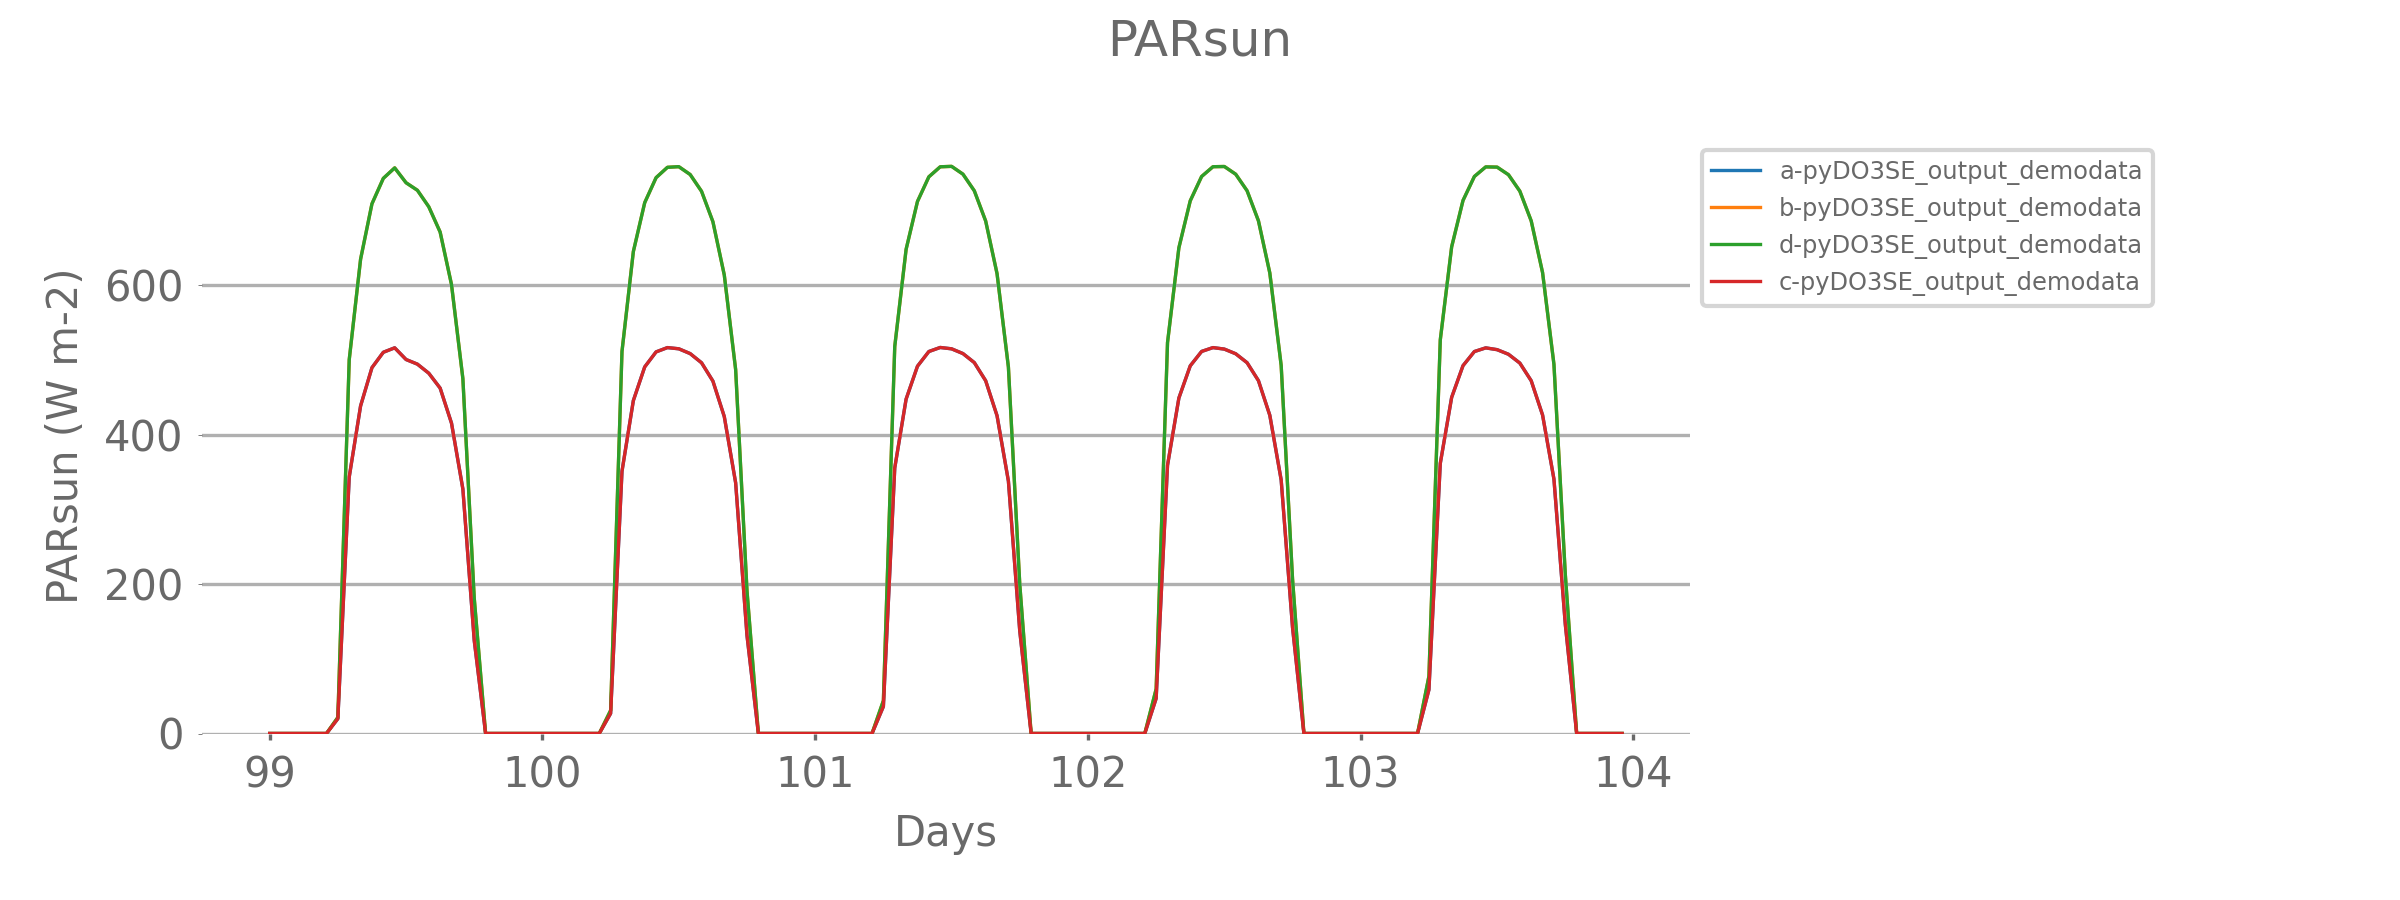 PARsun
a-pyDO3SE_output_demodata
b-pyDO3SE_output_demodata
d-pyDO3SE_output_demodata
c-pyDO3SE_output_demodata
PARsun (W m-2)
600
400
200
0
99 100 101 102 103 104
Days